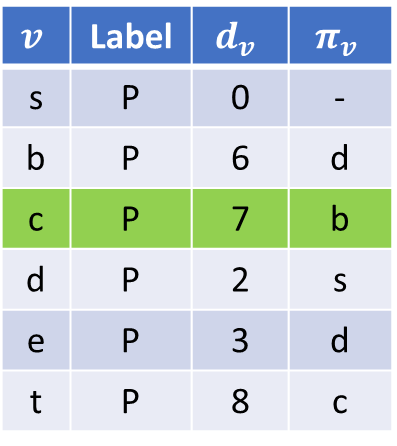 v Label d_v π_v
s P 0 -
b P 6 d
c P 7 b
d P 2 s
e P 3 d
t P 8 c